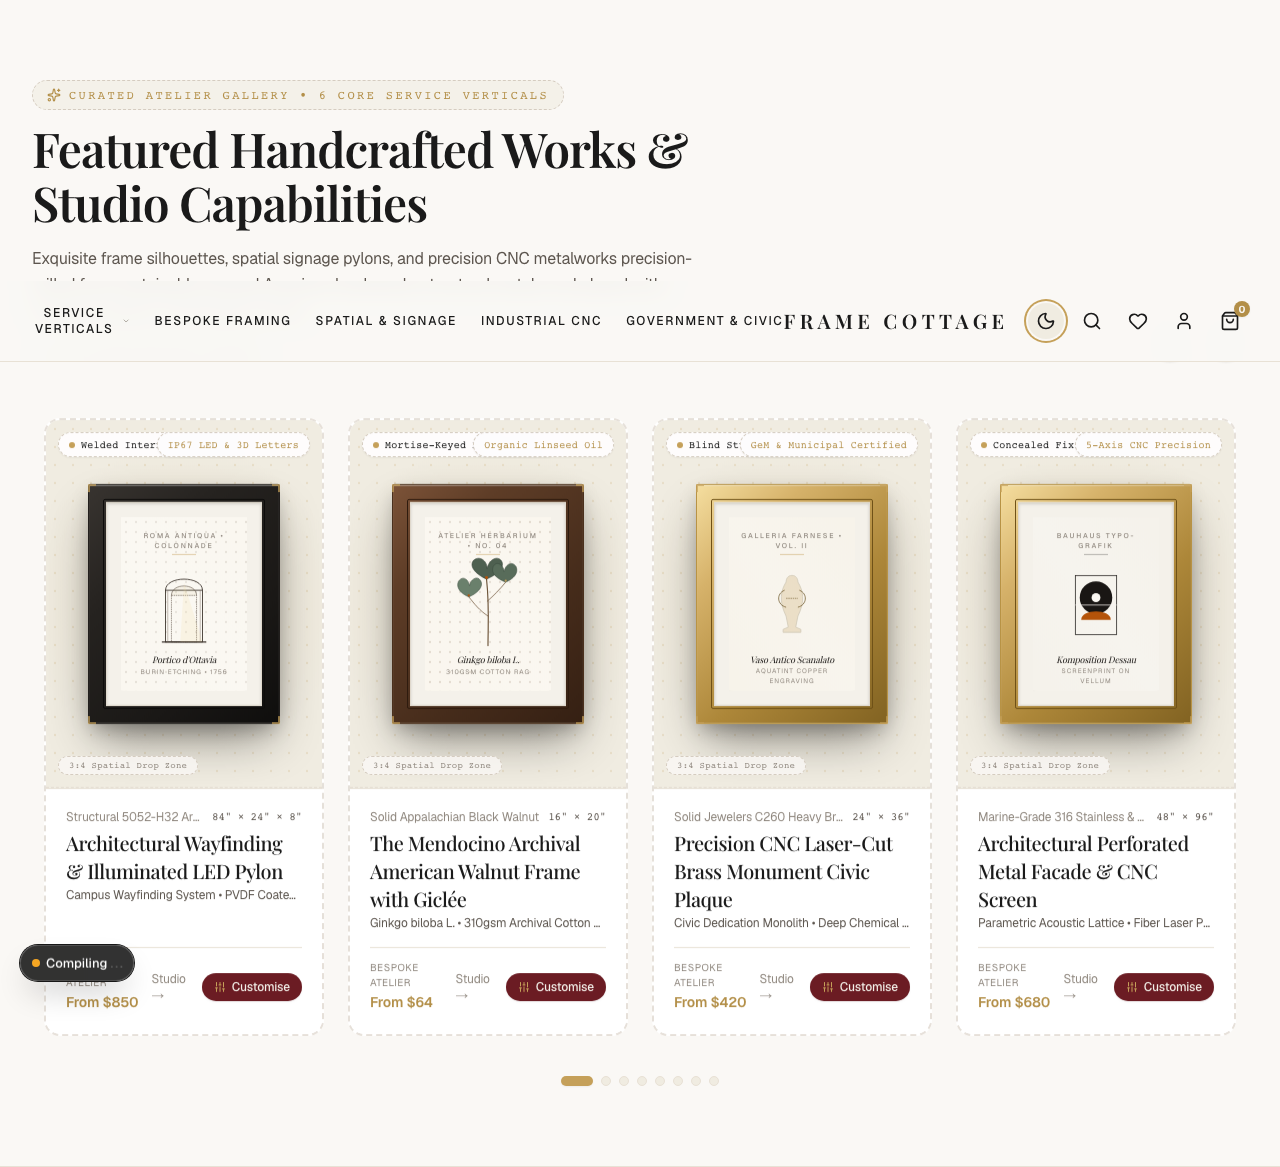 CURATED ATELIER GALLERY • 6 CORE SERVICE VERTICALS
Featured Handcrafted Works &
Studio Capabilities
Exquisite frame silhouettes, spatial signage pylons, and precision CNC metalworks precision-
SERVICE
VERTICALS
BESPOKE FRAMING
SPATIAL & SIGNAGE
INDUSTRIAL CNC
GOVERNMENT & CIVIC
FRAME COTTAGE
0
Welded Inter
IP67 LED & 3D Letters
ROMA ANTIQUA •
COLONNADE
Portico d'Ottavia
BURIN ETCHING • 1756
3:4 Spatial Drop Zone
Structural 5052-H32 Ar...
84" × 24" × 8"
Architectural Wayfinding
& Illuminated LED Pylon
Campus Wayfinding System • PVDF Coate...
ATELIER
From $850
Studio
→
Customise
Mortise-Keyed
Organic Linseed Oil
ATELIER HERBARIUM
• NO. 04
Ginkgo biloba L.
310GSM COTTON RAG
3:4 Spatial Drop Zone
Solid Appalachian Black Walnut
16" × 20"
The Mendocino Archival
American Walnut Frame
with Giclée
Ginkgo biloba L. • 310gsm Archival Cotton ...
BESPOKE
ATELIER
From $64
Studio
→
Customise
Blind St
GeM & Municipal Certified
GALLERIA FARNESE •
VOL. II
Vaso Antico Scanalato
AQUATINT COPPER
ENGRAVING
3:4 Spatial Drop Zone
Solid Jewelers C260 Heavy Br...
24" × 36"
Precision CNC Laser-Cut
Brass Monument Civic
Plaque
Civic Dedication Monolith • Deep Chemical ...
BESPOKE
ATELIER
From $420
Studio
→
Customise
Concealed Fix
5-Axis CNC Precision
BAUHAUS TYPO-
GRAFIK
Komposition Dessau
SCREENPRINT ON
VELLUM
3:4 Spatial Drop Zone
Marine-Grade 316 Stainless & ...
48" × 96"
Architectural Perforated
Metal Facade & CNC
Screen
Parametric Acoustic Lattice • Fiber Laser P...
BESPOKE
ATELIER
From $680
Studio
→
Customise
Compiling ...